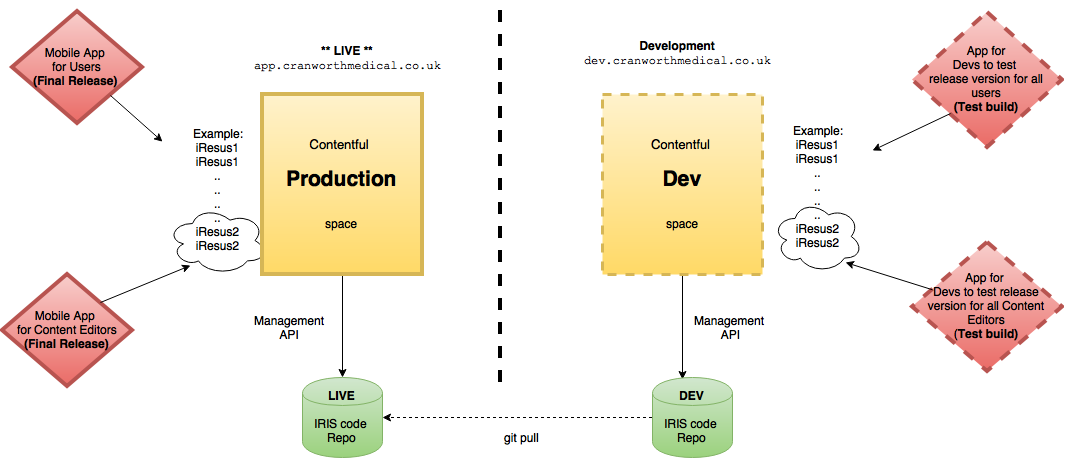 Mobile App
for Users
(Final Release)
** LIVE **
app.cranworthmedical.co.uk
Example:
iResus1
iResus1
..
..
..
..
iResus2
iResus2
Contentful
Production
space
Mobile App
for Content Editors
(Final Release)
Management
API
LIVE
IRIS code
Repo
Development
dev.cranworthmedical.co.uk
Contentful
Dev
space
Example:
iResus1
iResus1
..
..
..
..
iResus2
iResus2
App for
Devs to test
release version for all
users
(Test build)
App for
Devs to test release
version for all Content
Editors
(Test build)
Management
API
DEV
IRIS code
Repo
git pull